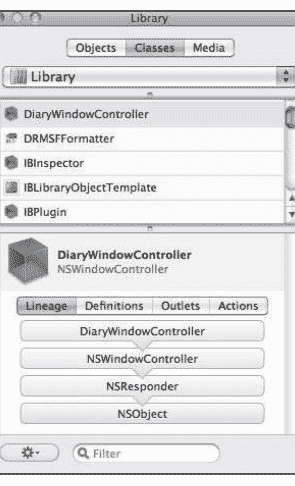 Library
Objects Classes Media
Library
DiaryWindowController
DRMSFFormatter
IBInspector
IBLibraryObjectTemplate
IBPlugin
DiaryWindowController
NSWindowController
Lineage Definitions Outlets Actions
DiaryWindowController
NSWindowController
NSResponder
NSObject
Filter